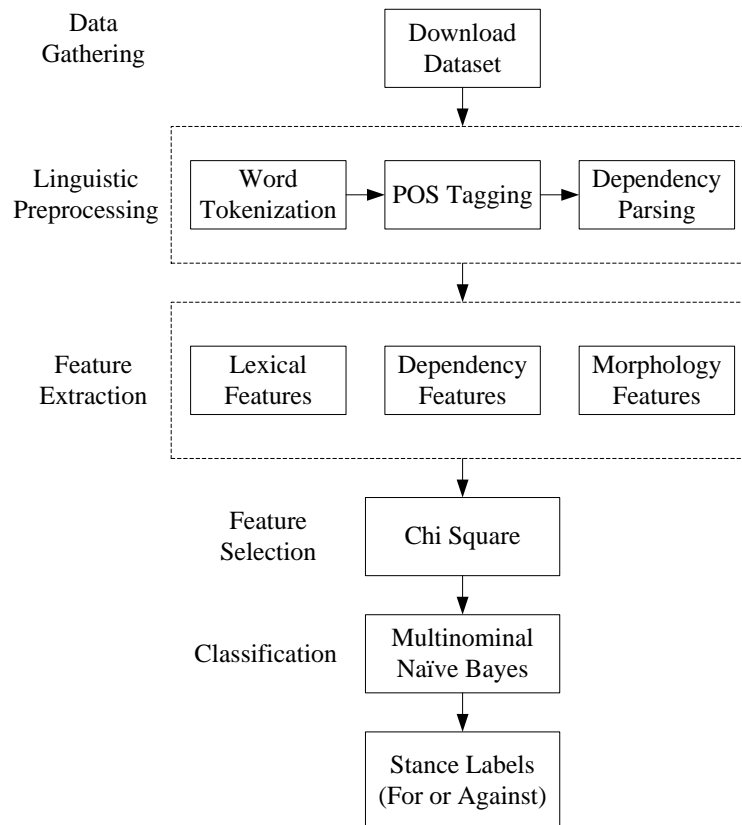 Data
Gathering
Download
Dataset
Linguistic
Preprocessing
Word
Tokenization
POS Tagging
Dependency
Parsing
Feature
Extraction
Lexical
Features
Dependency
Features
Morphology
Features
Feature
Selection
Chi Square
Classification
Multinominal
Naïve Bayes
Stance Labels
(For or Against)